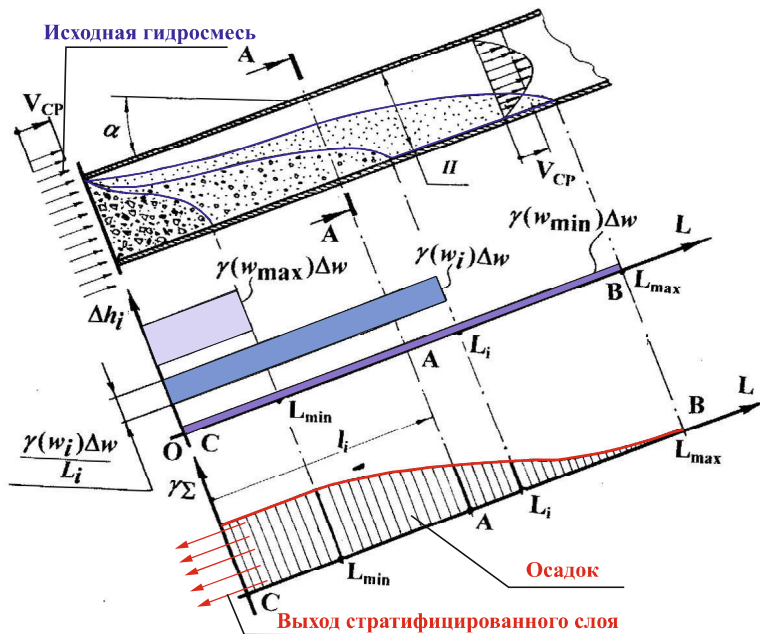 Исходная гидросмесь
A
V_CP
α
H
V_CP
A
γ(w_max)Δw
γ(w_i)Δw
γ(w_min)Δw
L
L_max
B
Δh_i
L_i
A
L_min
γ(w_i)Δw
L_i
O
C
l_i
B
L
L_max
γ_Σ
L_i
A
L_min
C
Осадок
Выход стратифицированного слоя